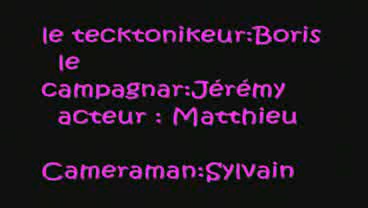 le tecktonikeur:Boris
le
campagnar:Jérémy
acteur : Matthieu
Cameraman:Sylvain